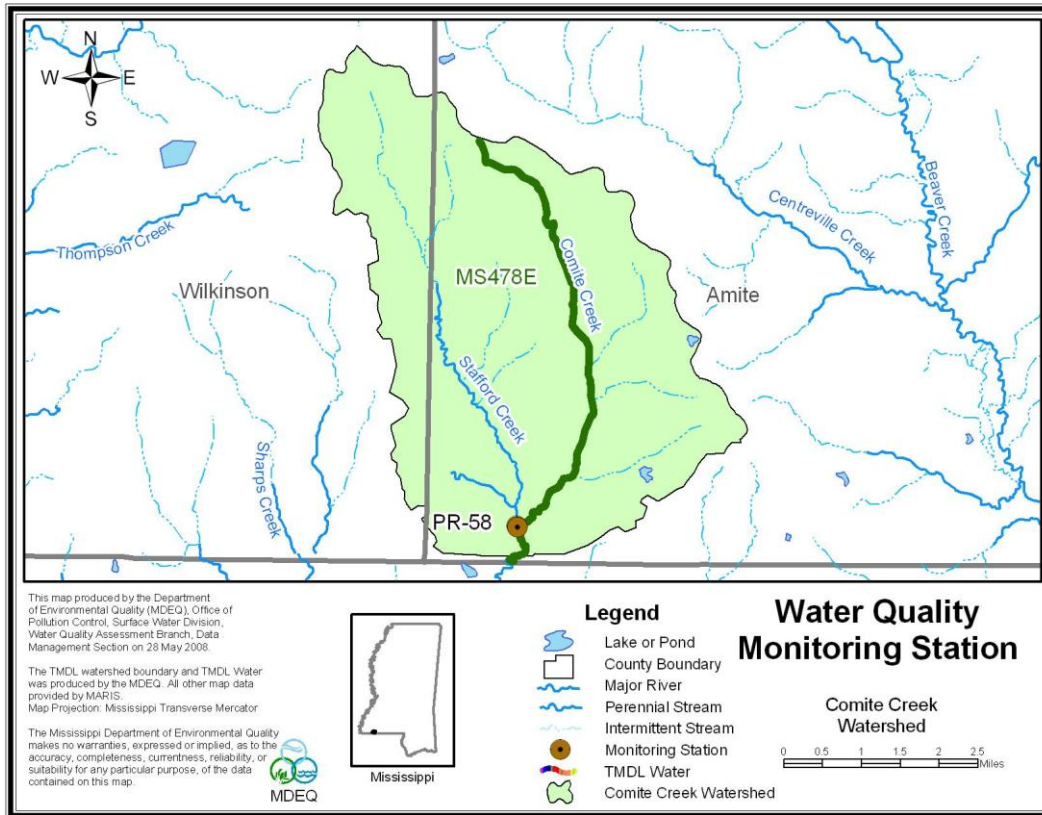 N
W E
S
Thompson Creek
Wilkinson
Sharps Creek
MS478E
Comite Creek
Stafford Creek
PR-58
Centreville Creek
Beaver Creek
Amite
This map produced by the Department
of Environmental Quality (MDEQ), Office of
Pollution Control, Surface Water Division,
Water Quality Assessment Branch, Data
Management Section on 28 May 2008.
The TMDL watershed boundary and TMDL Water
was produced by the MDEQ. All other map data
provided by MARIS.
Map Projection: Mississippi Transverse Mercator
The Mississippi Department of Environmental Quality
makes no warranties, expressed or implied, as to the
accuracy, completeness, currentness, reliability, or
suitability for any particular purpose, of the data
contained on this map.
MDEQ
Mississippi
Legend
Lake or Pond
County Boundary
Major River
Perennial Stream
Intermittent Stream
Monitoring Station
TMDL Water
Comite Creek Watershed
Water Quality
Monitoring Station
Comite Creek
Watershed
0 0.5 1 1.5 2 2.5
Miles